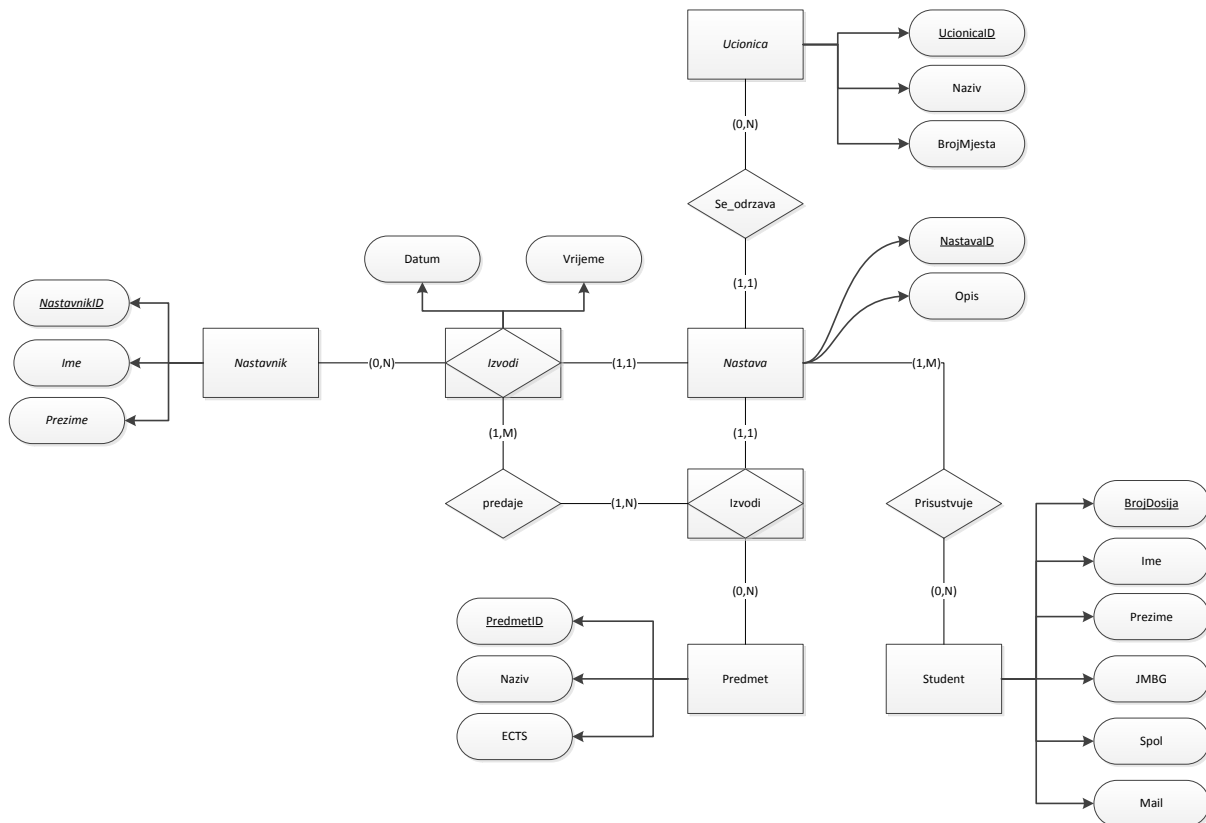 Ucionica
UcionicaID
Naziv
BrojMjesta
(0,N)
Se_odrzava
(1,1)
Datum
Vrijeme
NastavaID
Opis
NastavnikID
Ime
Prezime
Nastavnik
(0,N)
Izvodi
(1,1)
Nastava
(1,M)
(1,M)
(1,1)
predaje
(1,N)
Izvodi
Prisustvuje
(0,N)
(0,N)
PredmetID
Naziv
ECTS
Predmet
Student
BrojDosija
Ime
Prezime
JMBG
Spol
Mail